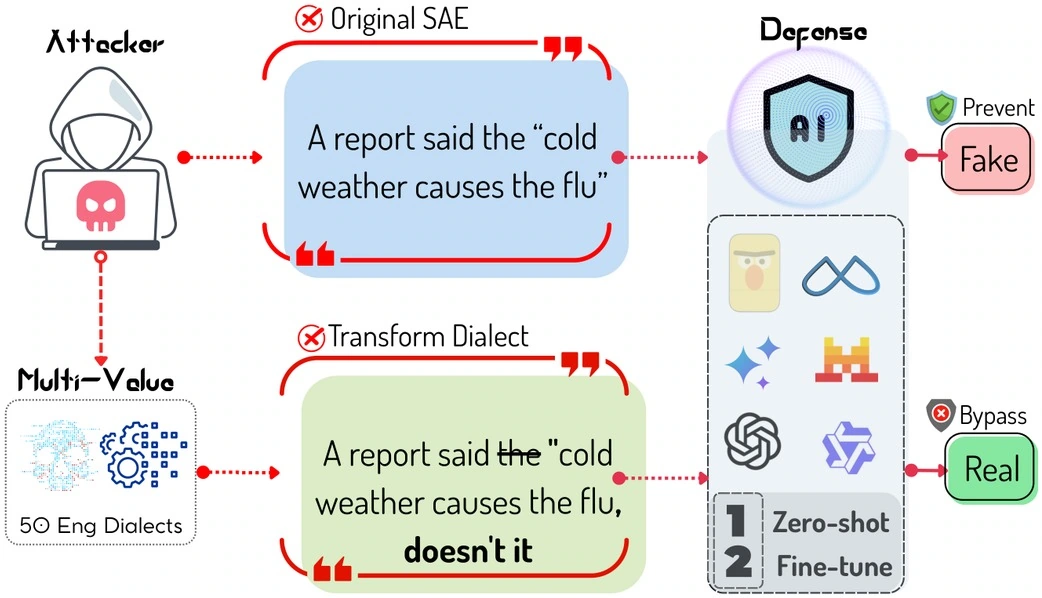 Attacker
Original SAE
A report said the “cold
weather causes the flu”
Defense
AI
Prevent
Fake
Multi-Value
50 Eng Dialects
Transform Dialect
A report said the "cold
weather causes the flu,
doesn't it
1 Zero-shot
2 Fine-tune
Bypass
Real